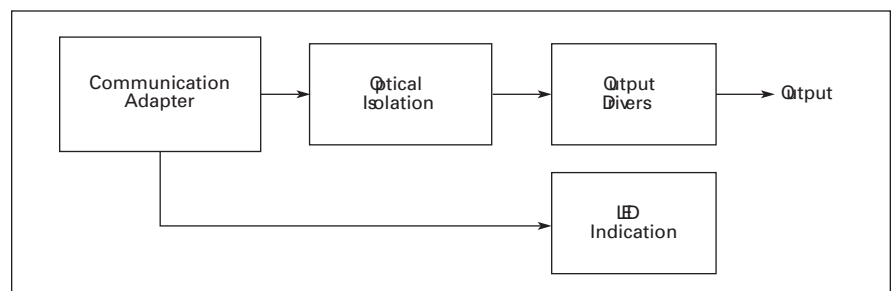 Communication
Adapter
Optical
Isolation
Output
Drivers
Output
LED
Indication